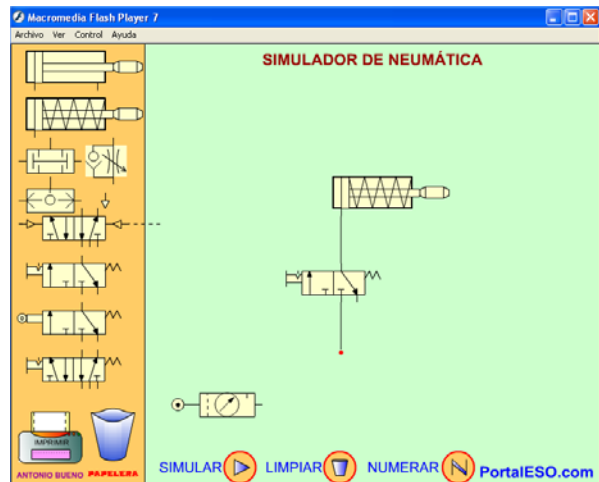 Macromedia Flash Player 7
Archivo Ver Control Ayuda
SIMULADOR DE NEUMÁTICA
IMPRIMIR
ANTONIO BUENO PAPELERA
SIMULAR LIMPIAR NUMERAR PortalESO.com